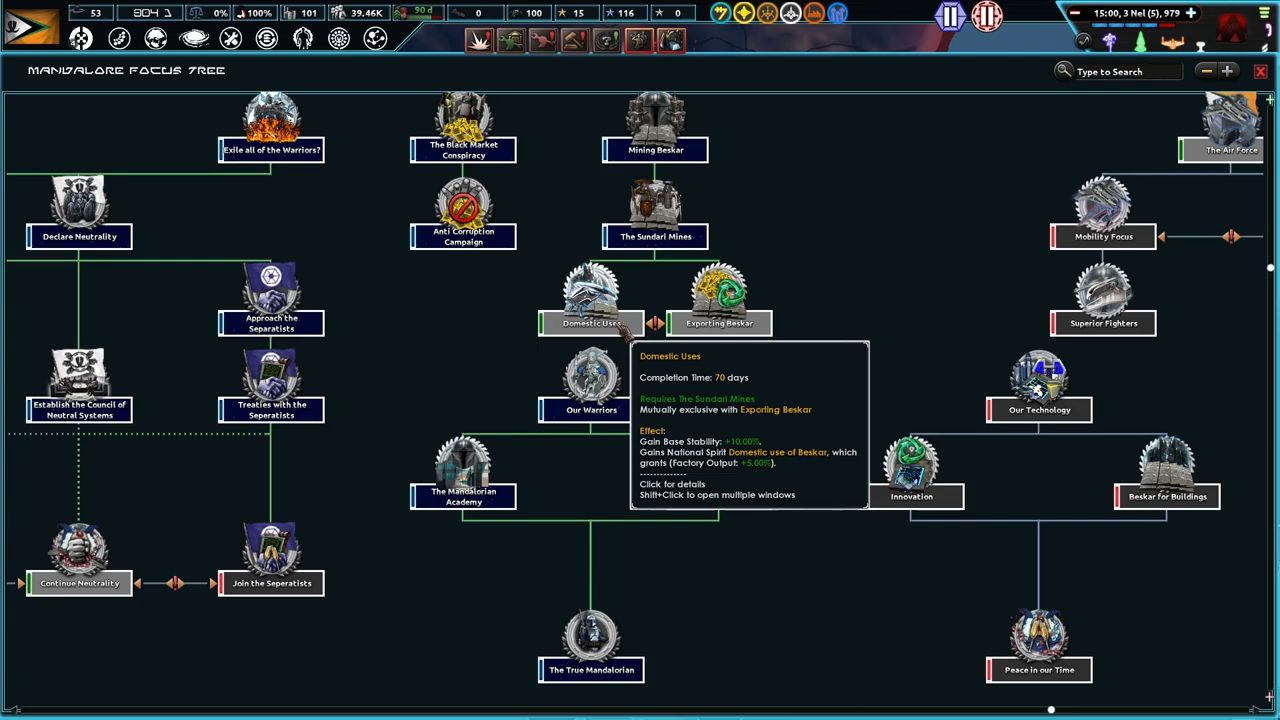 53 904 0% 100% 101 39.46K 90 d 0 100 15 116 0 15:00, 3 Nel (5), 979
MANDALORE FOCUS TREE
Type to Search
Exile all of the Warriors?
The Black Market
Conspiracy
Mining Beskar
The Air Force
Declare Neutrality
Anti Corruption
Campaign
The Sundari Mines
Mobility Focus
Approach the
Separatists
Domestic Uses
Exporting Beskar
Superior Fighters
Domestic Uses
Completion Time: 70 days
Requires The Sundari Mines
Mutually exclusive with Exporting Beskar
Effect:
Gain Base Stability: +10.00%.
Gains National Spirit Domestic use of Beskar, which
grants (Factory Output: +5.00%).
-------------
Click for details
Shift+Click to open multiple windows
Establish the Council of
Neutral Systems
Treaties with the
Seperatists
Our Warriors
Our Technology
The Mandalorian
Academy
Innovation
Beskar for Buildings
Continue Neutrality
Join the Seperatists
The True Mandalorian
Peace in our Time